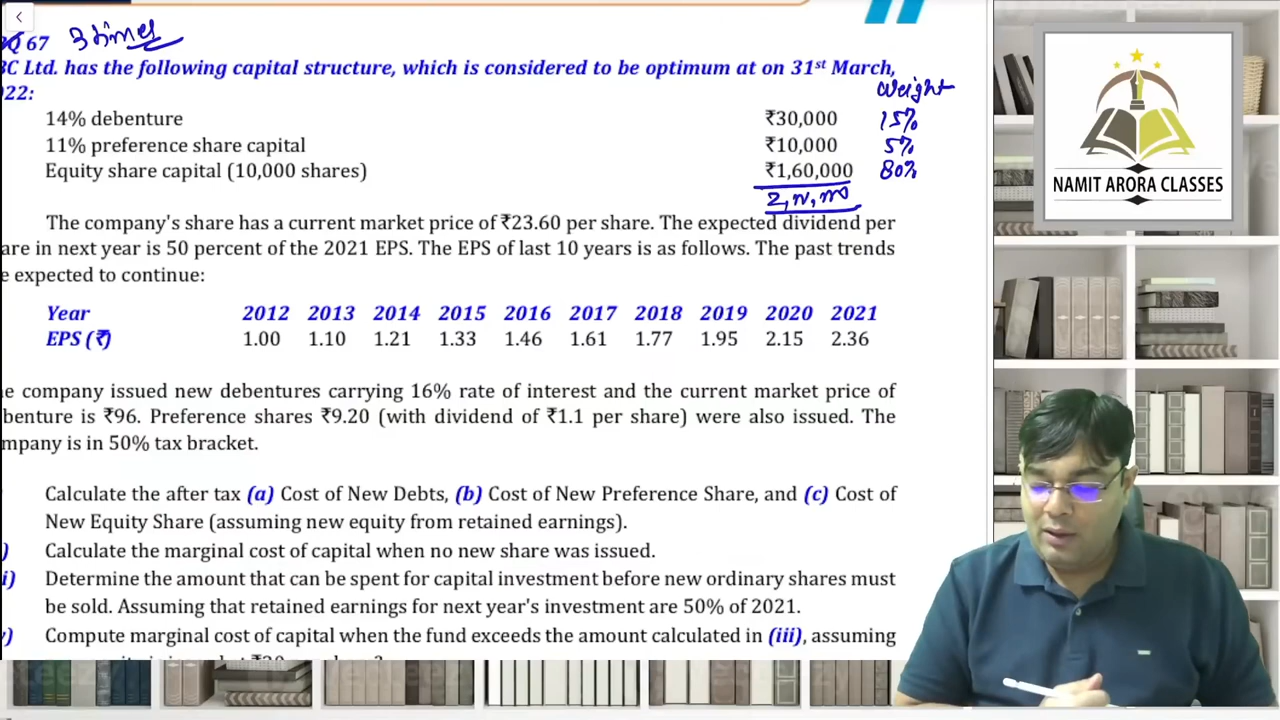 Q 67 3 times
BC Ltd. has the following capital structure, which is considered to be optimum at on 31st March,
22:
Weight
14% debenture ₹30,000 15%
11% preference share capital ₹10,000 5%
Equity share capital (10,000 shares) ₹1,60,000 80%
The company's share has a current market price of ₹23.60 per share. The expected dividend per
are in next year is 50 percent of the 2021 EPS. The EPS of last 10 years is as follows. The past trends
e expected to continue:
Year 2012 2013 2014 2015 2016 2017 2018 2019 2020 2021
EPS (₹) 1.00 1.10 1.21 1.33 1.46 1.61 1.77 1.95 2.15 2.36
e company issued new debentures carrying 16% rate of interest and the current market price of
benture is ₹96. Preference shares ₹9.20 (with dividend of ₹1.1 per share) were also issued. The
mpany is in 50% tax bracket.
Calculate the after tax (a) Cost of New Debts, (b) Cost of New Preference Share, and (c) Cost of
New Equity Share (assuming new equity from retained earnings).
) Calculate the marginal cost of capital when no new share was issued.
i) Determine the amount that can be spent for capital investment before new ordinary shares must
be sold. Assuming that retained earnings for next year's investment are 50% of 2021.
) Compute marginal cost of capital when the fund exceeds the amount calculated in (iii), assuming
NAMIT ARORA CLASSES